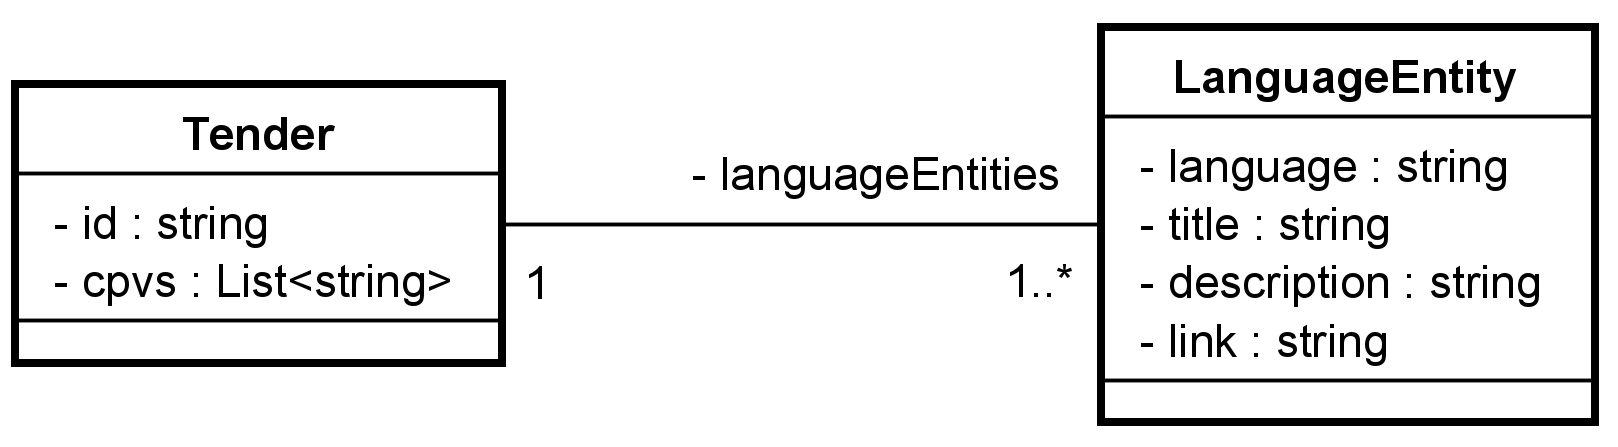 Tender
- id : string
- cpvs : List<string>
- languageEntities
1
1..*
LanguageEntity
- language : string
- title : string
- description : string
- link : string